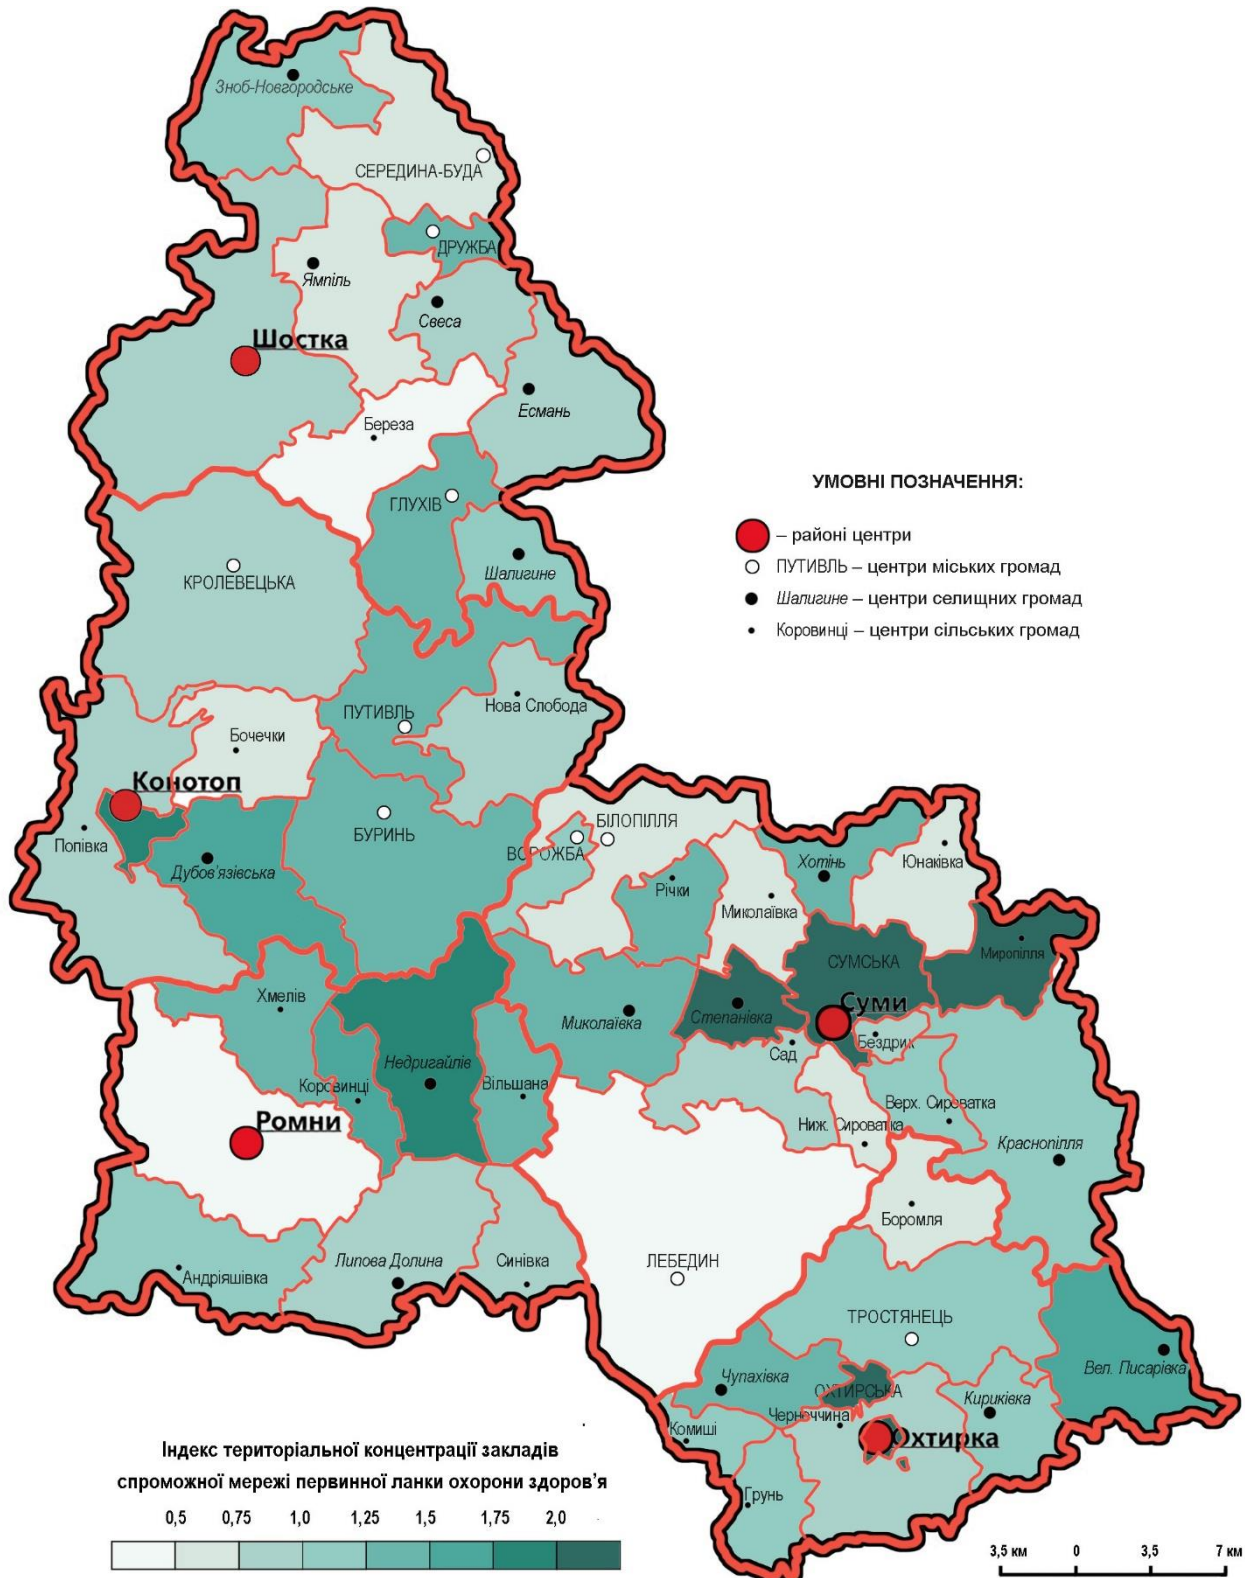 Зноб-Новгородське
СЕРЕДИНА-БУДА
ДРУЖБА
Ямпіль
Свеса
Шостка
Есмань
Береза
ГЛУХІВ
Шалигине
КРОЛЕВЕЦЬКА
УМОВНІ ПОЗНАЧЕННЯ:
– районі центри
ПУТИВЛЬ – центри міських громад
Шалигине – центри селищних громад
Коровинці – центри сільських громад
Нова Слобода
ПУТИВЛЬ
Бочечки
Конотоп
БУРИНЬ
Попівка
Дубов'язівська
БІЛОПІЛЛЯ
ВОРОЖБА
Річки
Миколаївка
Хотінь
Юнаківка
Миропілля
СУМСЬКА
Суми
Степанівка
Бездрик
Сад
Миколаївка
Хмелів
Недригайлів
Коровинці
Вільшана
Ромни
Верх. Сироватка
Ниж. Сироватка
Краснопілля
Боромля
Андріяшівка
Липова Долина
Синівка
ЛЕБЕДИН
ТРОСТЯНЕЦЬ
Вел. Писарівка
Чупахівка
ОХТИРСЬКА
Кириківка
Чернеччина
Охтирка
Комиші
Грунь
Індекс територіальної концентрації закладів
спроможної мережі первинної ланки охорони здоров'я
0,5 0,75 1,0 1,25 1,5 1,75 2,0
3,5 км 0 3,5 7 км